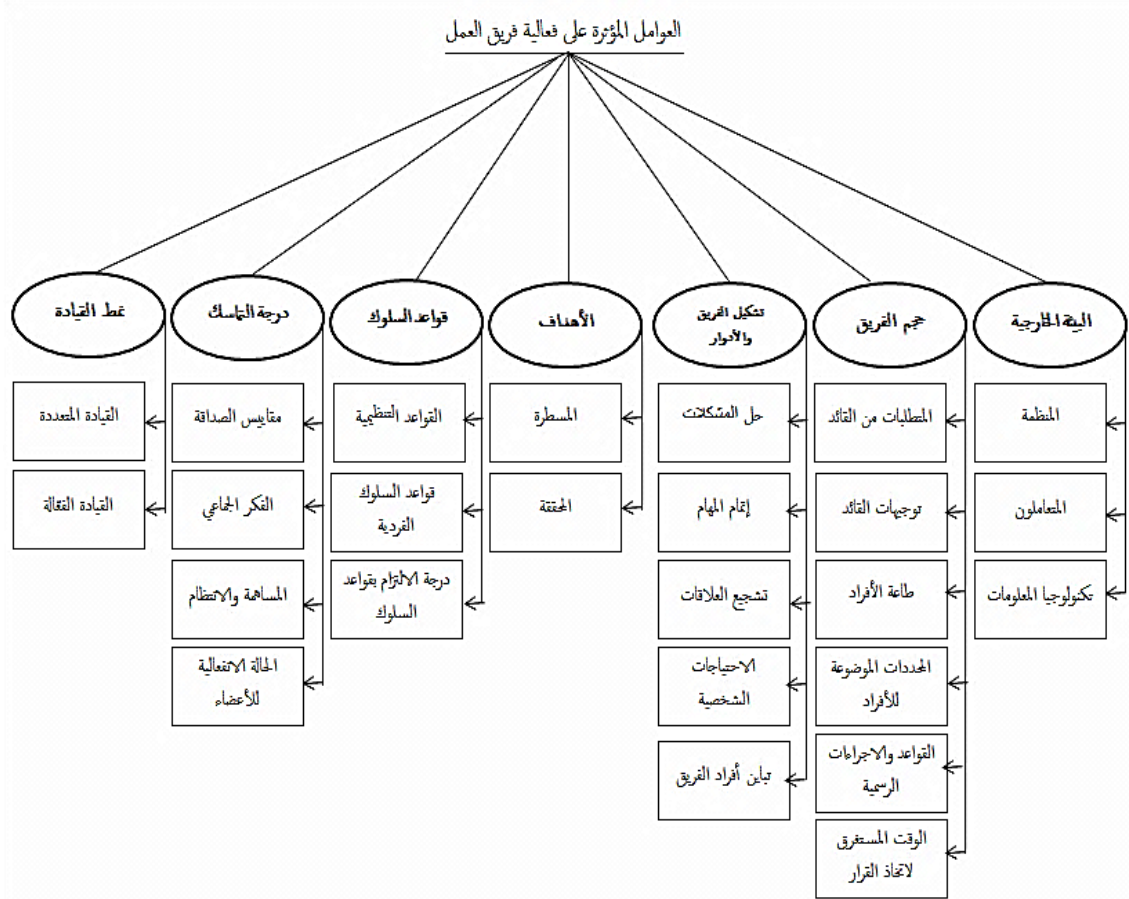 العوامل المؤثرة على فعالية فريق العمل
البيئة الخارجية
المنظمة
المتعاملون
تكنولوجيا المعلومات
حجم الفريق
المتطلبات من القائد
توجيهات القائد
طاعة الأفراد
المحددات الموضوعة
للأفراد
القواعد والاجراءات
الرسمية
الوقت المستغرق
لاتخاذ القرار
تشكيل الفريق
والأدوار
حل المشكلات
إتمام المهام
تشجيع العلاقات
الاحتياجات
الشخصية
تباين أفراد الفريق
الأهداف
المسطرة
المحققة
قواعد السلوك
القواعد التنظيمية
قواعد السلوك
الفردية
درجة الالتزام بقواعد
السلوك
درجة التماسك
مقاييس الصداقة
الفكر الجماعي
المساهمة والانتظام
الحالة الانفعالية
للأعضاء
نمط القيادة
القيادة المتعددة
القيادة الفعّالة